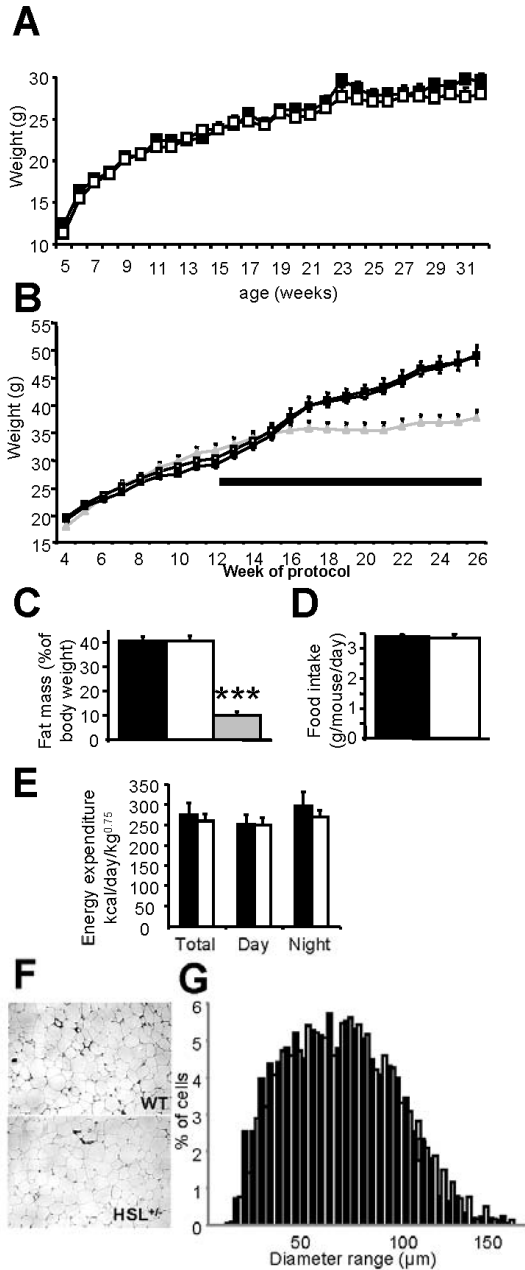 A
Weight (g)
30
25
20
15
10
5 7 9 11 13 15 17 19 21 23 25 27 29 31
age (weeks)
B
Weight (g)
55
50
45
40
35
30
25
20
15
4 6 8 10 12 14 16 18 20 22 24 26
Week of protocol
C
Fat mass (%of
body weight)
40
30
20
10
0
***
D
Food intake
(g/mouse/day)
3
2
1
0
E
Energy expenditure
kcal/day/kg0.75
300
250
200
150
100
50
0
Total Day Night
F
WT
HSL+/-
G
% of cells
6
5
4
3
2
1
0
50 100 150
Diameter range (µm)